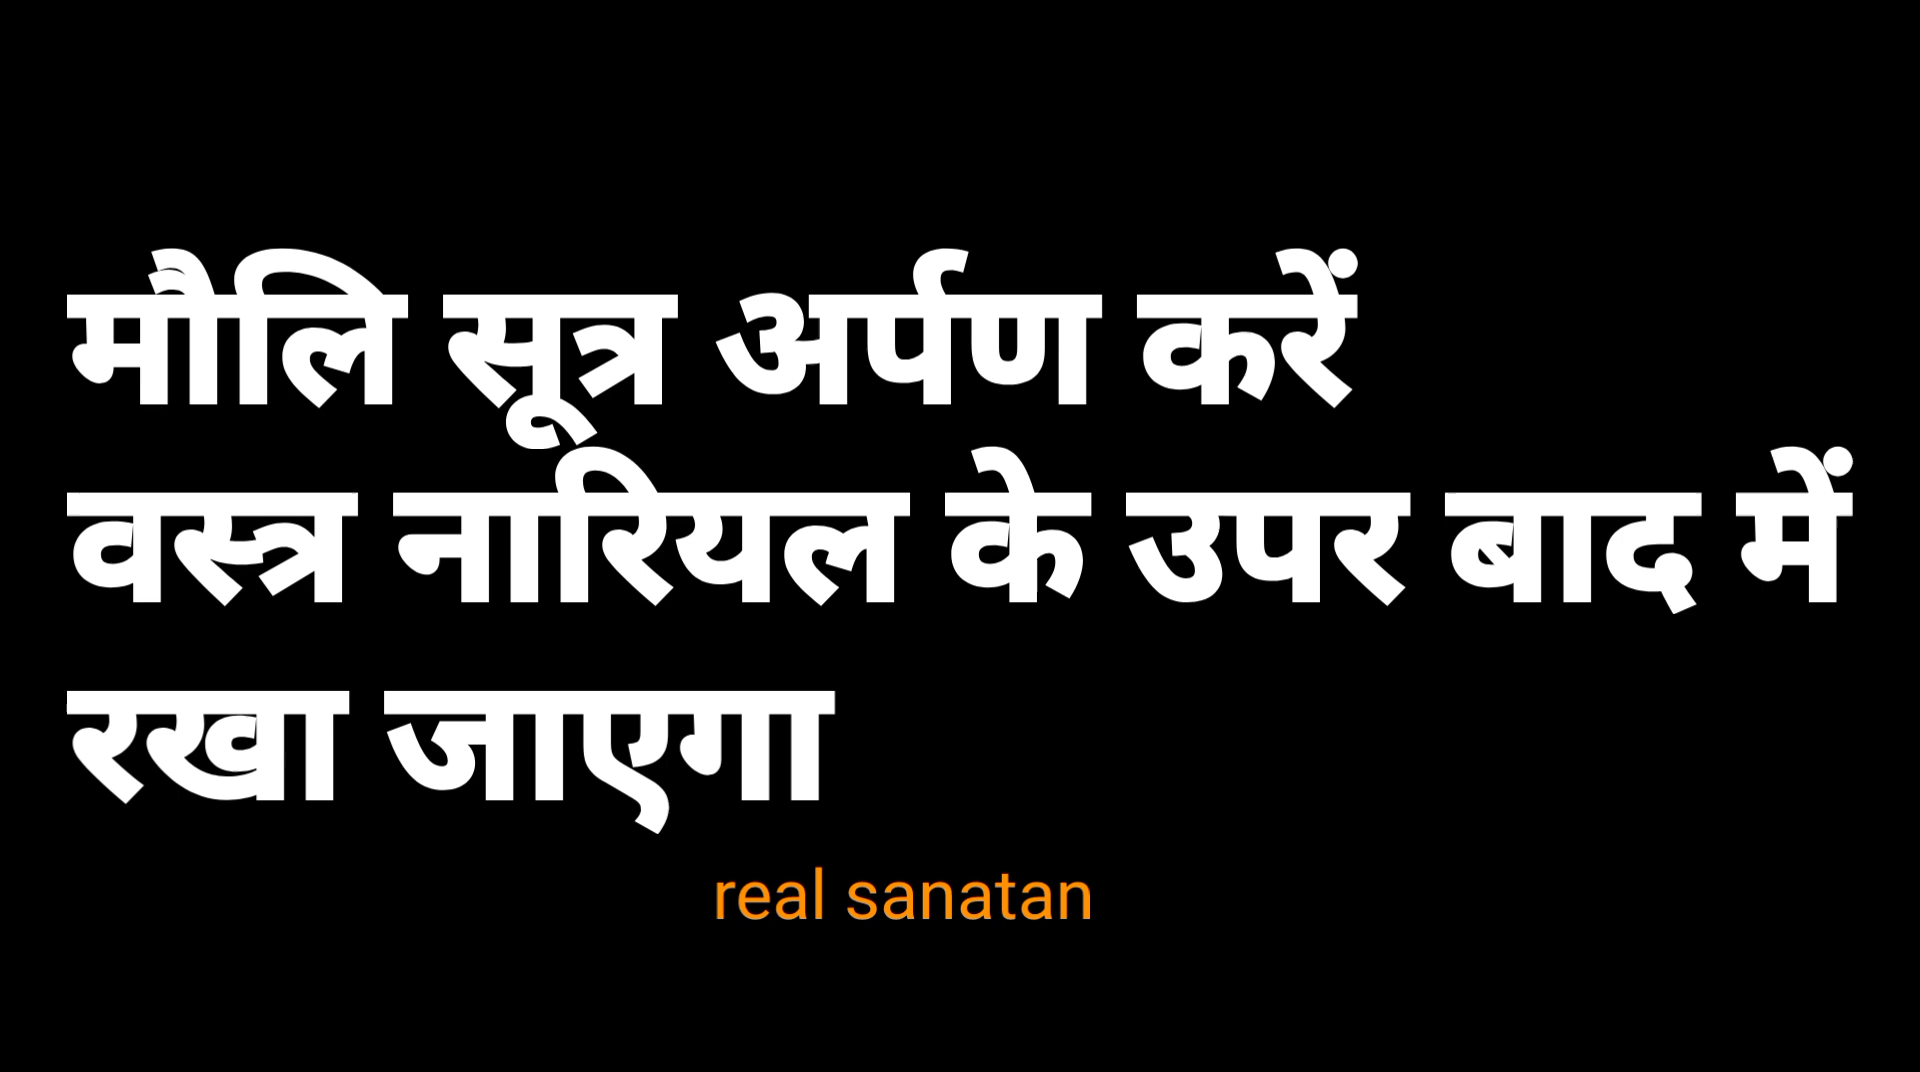 मौलि सूत्र अर्पण करें
वस्त्र नारियल के उपर बाद में
रखा जाएगा
real sanatan